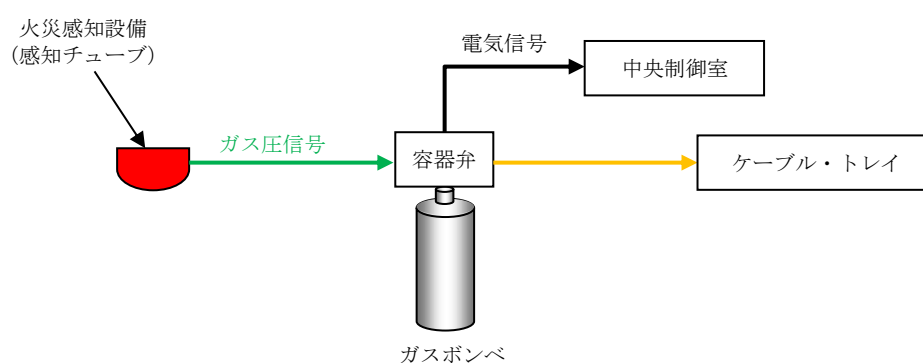 火災感知設備
(感知チューブ)
電気信号
中央制御室
ガス圧信号
容器弁
ケーブル・トレイ
ガスボンベ